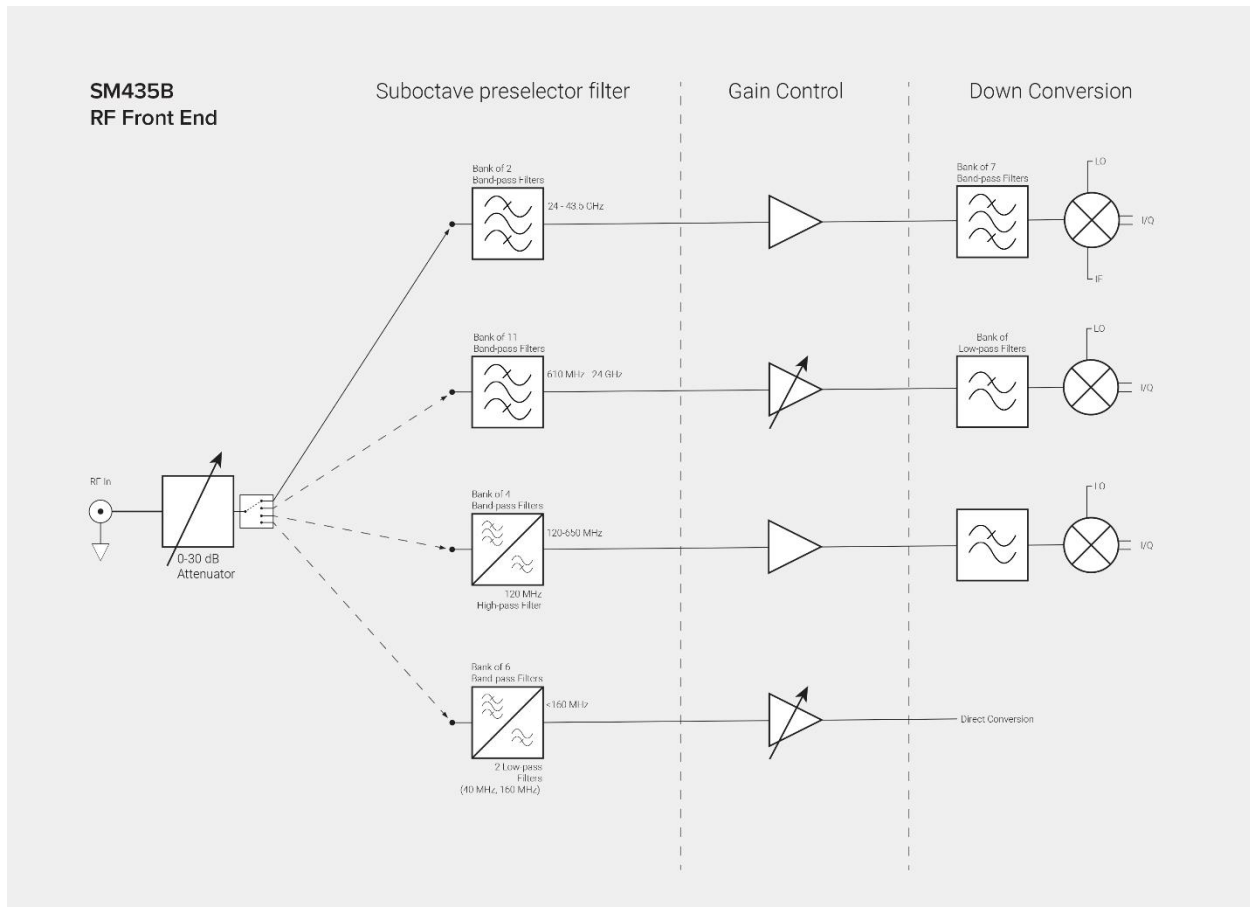 SM435B
RF Front End
Suboctave preselector filter
Gain Control
Down Conversion
Bank of 2
Band-pass Filters
24 - 43.5 GHz
Bank of 7
Band-pass Filters
LO
I/Q
IF
Bank of 11
Band-pass Filters
610 MHz 24 GHz
Bank of
Low-pass Filters
LO
I/Q
RF In
0-30 dB
Attenuator
Bank of 4
Band-pass Filters
120-650 MHz
120 MHz
High-pass Filter
LO
I/Q
Bank of 6
Band pass Filters
<160 MHz
2 Low-pass
Filters
(40 MHz, 160 MHz)
Direct Conversion